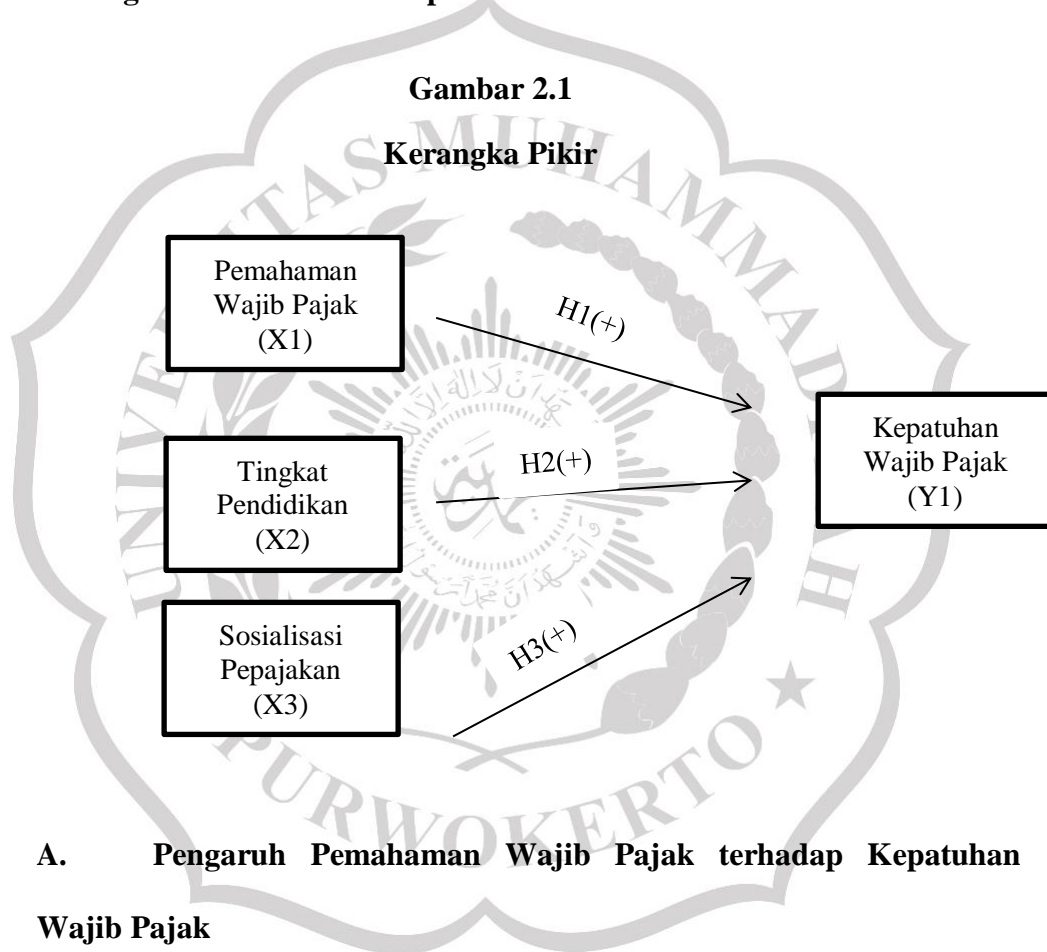 Gambar 2.1
Kerangka Pikir
Pemahaman
Wajib Pajak
(X1)
H1(+)
Tingkat
Pendidikan
(X2)
H2(+)
Kepatuhan
Wajib Pajak
(Y1)
Sosialisasi
Pepajakan
(X3)
H3(+)
PURWOKERTO
A. Pengaruh Pemahaman Wajib Pajak terhadap Kepatuhan
Wajib Pajak